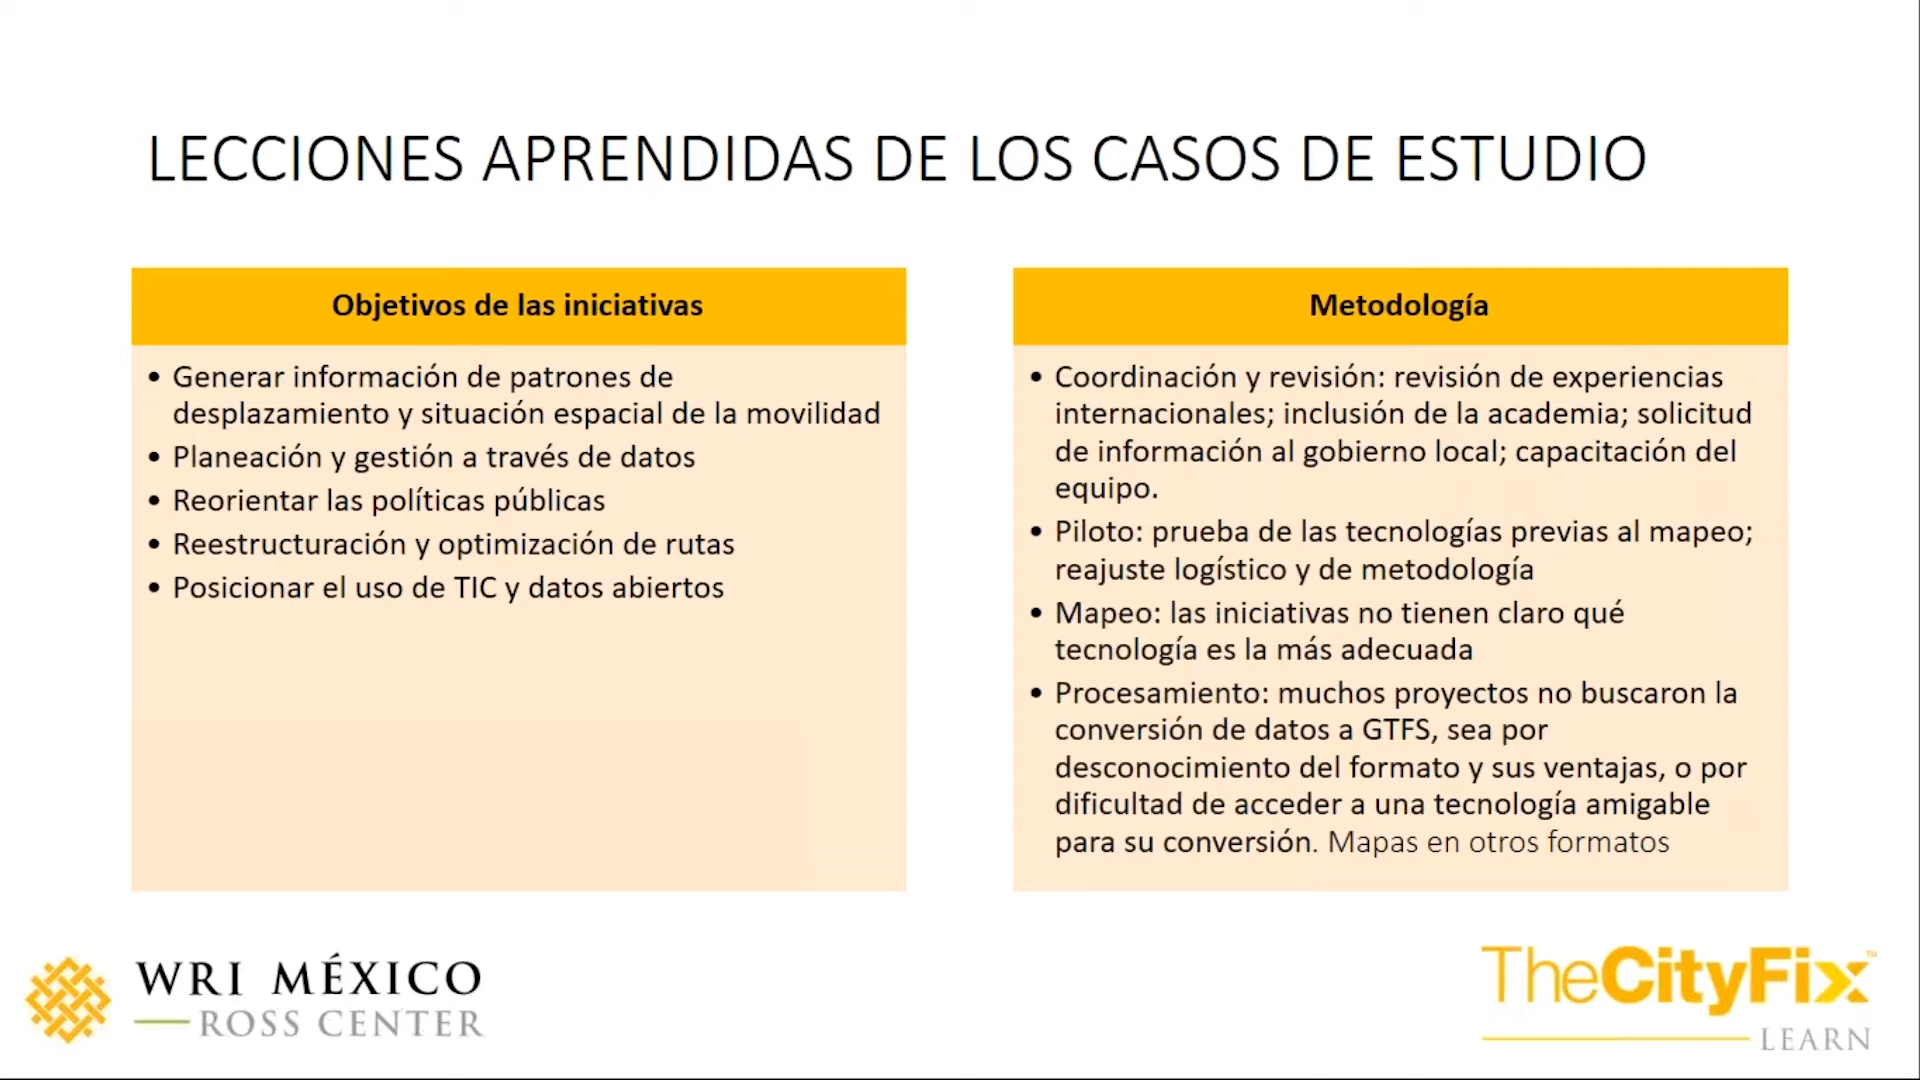 LECCIONES APRENDIDAS DE LOS CASOS DE ESTUDIO
Objetivos de las iniciativas
• Generar información de patrones de
desplazamiento y situación espacial de la movilidad
• Planeación y gestión a través de datos
• Reorientar las políticas públicas
• Reestructuración y optimización de rutas
• Posicionar el uso de TIC y datos abiertos
Metodología
• Coordinación y revisión: revisión de experiencias
internacionales; inclusión de la academia; solicitud
de información al gobierno local; capacitación del
equipo.
• Piloto: prueba de las tecnologías previas al mapeo;
reajuste logístico y de metodología
• Mapeo: las iniciativas no tienen claro qué
tecnología es la más adecuada
• Procesamiento: muchos proyectos no buscaron la
conversión de datos a GTFS, sea por
desconocimiento del formato y sus ventajas, o por
dificultad de acceder a una tecnología amigable
para su conversión. Mapas en otros formatos
WRI MÉXICO
ROSS CENTER
TheCityFix™
LEARN